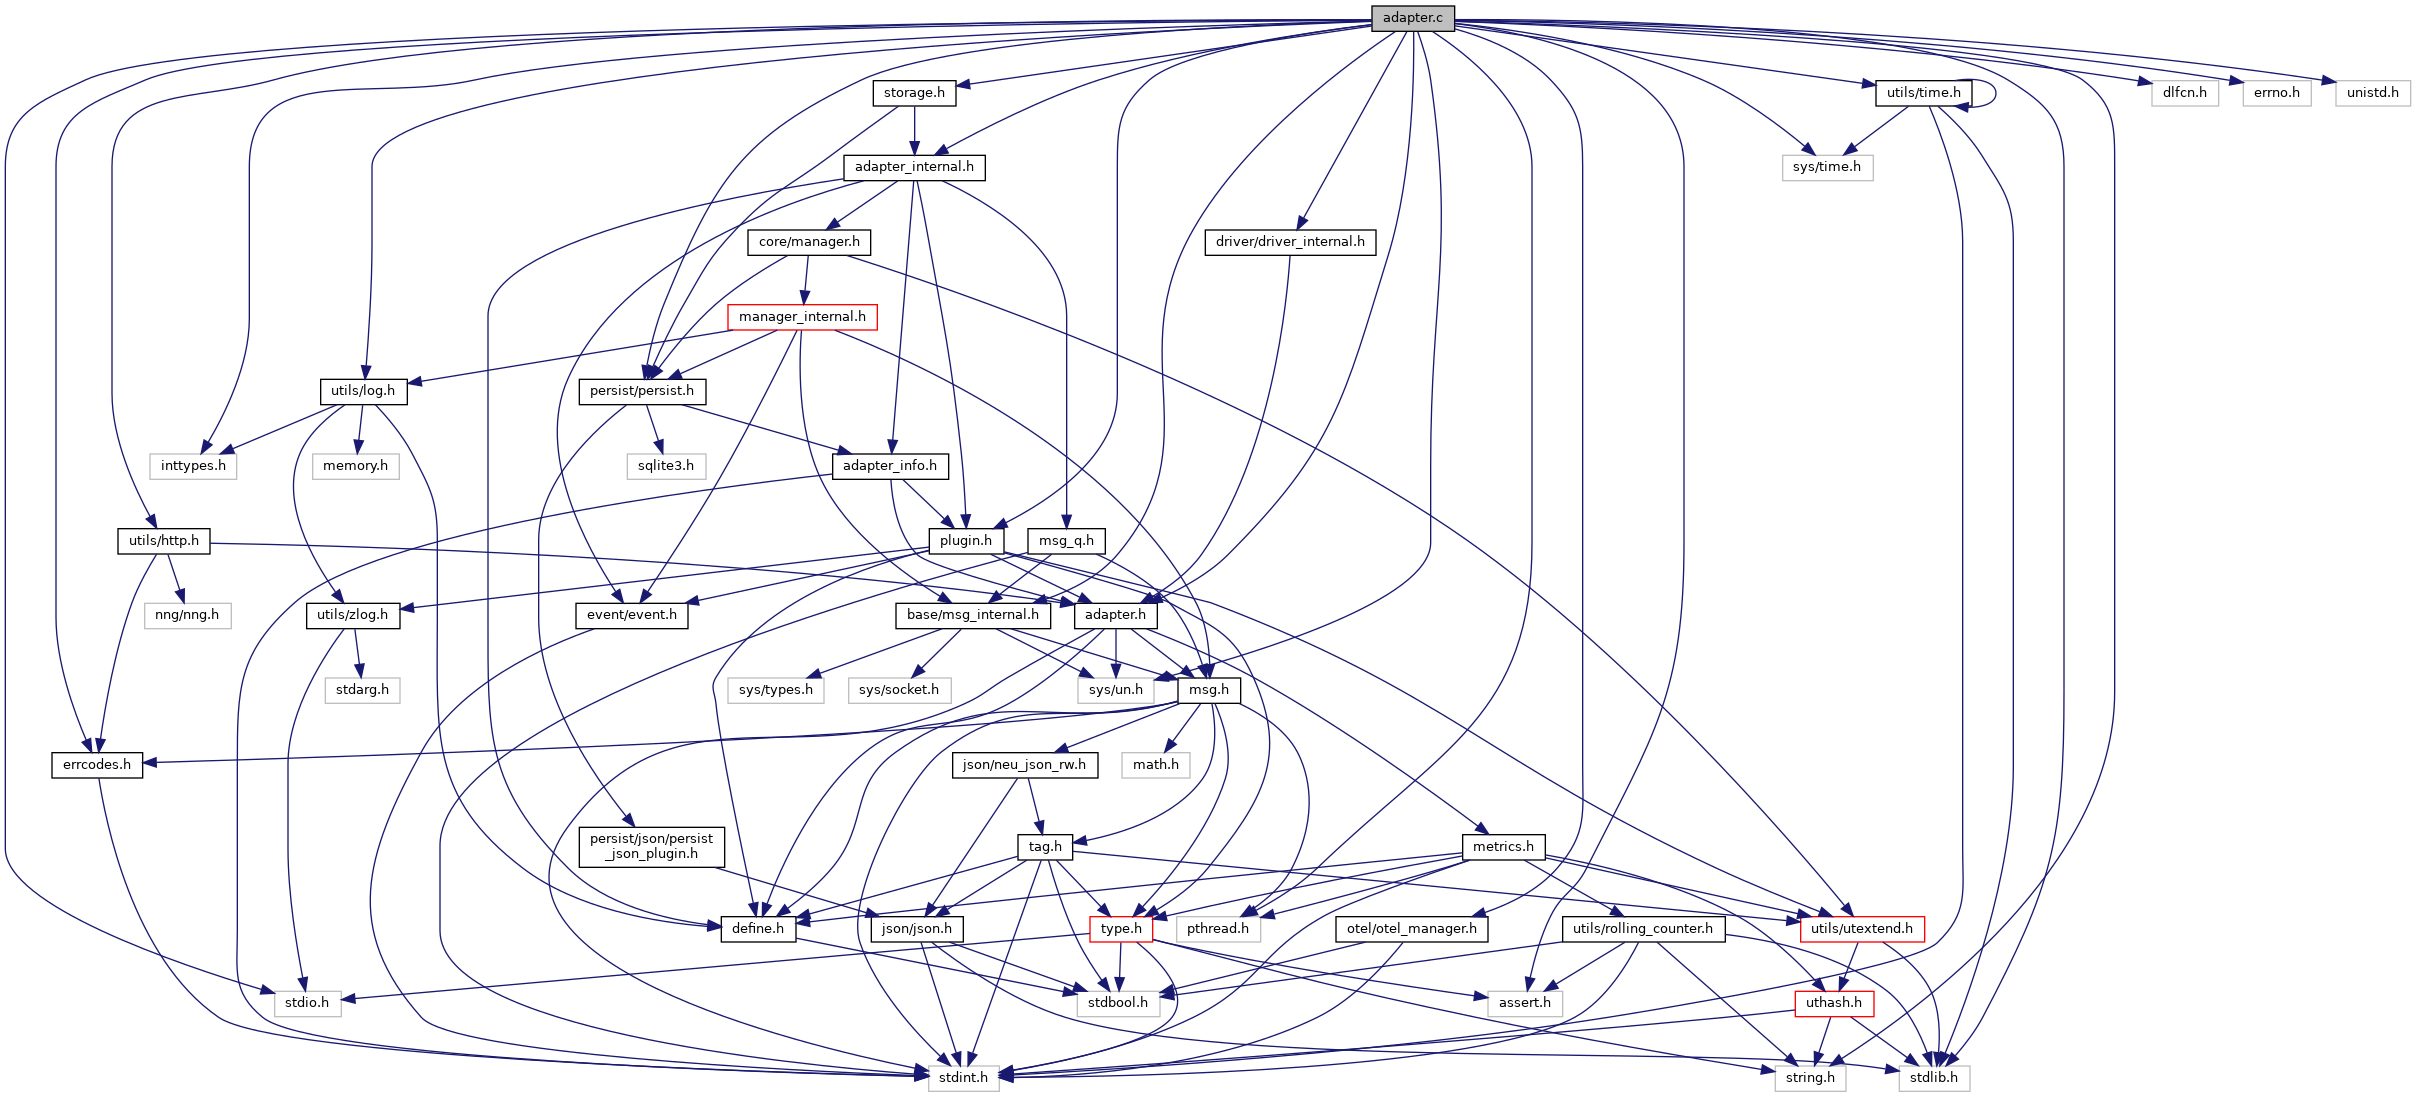 adapter.c
storage.h
utils/time.h
dlfcn.h
errno.h
unistd.h
adapter_internal.h
sys/time.h
core/manager.h
driver/driver_internal.h
manager_internal.h
utils/log.h
persist/persist.h
inttypes.h
memory.h
sqlite3.h
adapter_info.h
utils/http.h
plugin.h
msg_q.h
nng/nng.h
utils/zlog.h
event/event.h
base/msg_internal.h
adapter.h
stdarg.h
sys/types.h
sys/socket.h
sys/un.h
msg.h
errcodes.h
json/neu_json_rw.h
math.h
persist/json/persist
_json_plugin.h
tag.h
metrics.h
define.h
json/json.h
type.h
pthread.h
otel/otel_manager.h
utils/rolling_counter.h
utils/utextend.h
stdio.h
stdbool.h
assert.h
uthash.h
stdint.h
string.h
stdlib.h